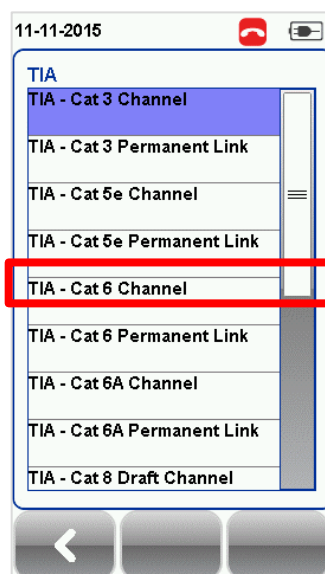 11-11-2015
TIA
TIA - Cat 3 Channel
TIA - Cat 3 Permanent Link
TIA - Cat 5e Channel
TIA - Cat 5e Permanent Link
TIA - Cat 6 Channel
TIA - Cat 6 Permanent Link
TIA - Cat 6A Channel
TIA - Cat 6A Permanent Link
TIA - Cat 8 Draft Channel